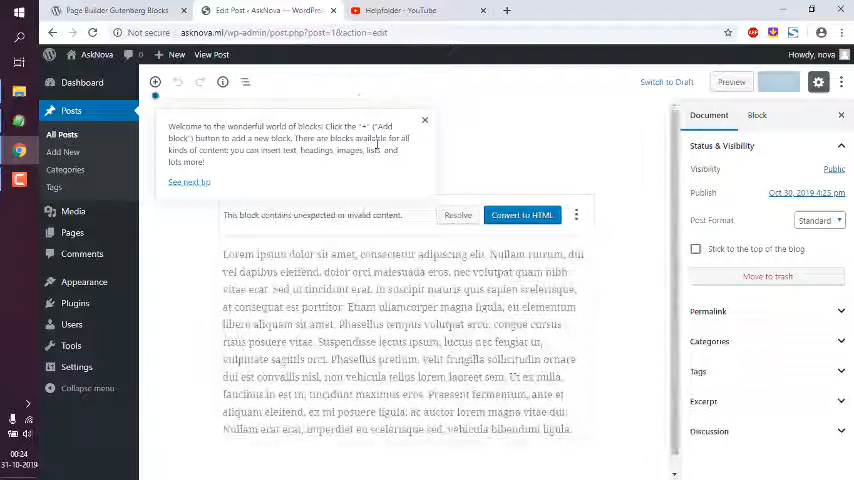 Page Builder Gutenberg Blocks
Edit Post ‹ AskNova — WordPres
Helpfolder - YouTube
Not secure | asknova.ml/wp-admin/post.php?post=1&action=edit
AskNova 0 New View Post
Howdy, nova
Dashboard
Posts
All Posts
Add New
Categories
Tags
Media
Pages
Comments
Appearance
Plugins
Users
Tools
Settings
Collapse menu
00:24
31-10-2019
Switch to Draft
Preview
Welcome to the wonderful world of blocks! Click the "+" ("Add
block") button to add a new block. There are blocks available for all
kinds of content: you can insert text, headings, images, lists, and
lots more!
See next tip
This block contains unexpected or invalid content.
Resolve
Convert to HTML
Lorem ipsum dolor sit amet, consectetur adipiscing elit. Nullam rutrum, dui
vel dapibus eleifend, dolor orci malesuada eros, nec volutpat quam nibh
vitae erat. Sed ut tincidunt erat. In suscipit mauris quis sapien scelerisque,
at consequat est porttitor. Etiam ullamcorper magna ligula, eu elementum
libero aliquam sit amet. Phasellus tempus volutpat arcu, congue cursus
risus posuere vitae. Suspendisse lectus ipsum, luctus nec feugiat ut,
vulputate sagittis orci. Phasellus pretium, velit fringilla sollicitudin ornare
dui est convallis nisl, non vehicula tellus lorem laoreet sem. Ut ex nulla,
faucibus in est in, tincidunt maximus eros. Praesent fermentum, ante et
aliquam eleifend, ex mi posuere ligula, ac auctor lorem magna vitae dui.
Nullam erat erat, imperdiet eu scelerisque sed, vehicula bibendum ligula.
Document
Block
Status & Visibility
Visibility Public
Publish Oct 30, 2019 4:25 pm
Post Format Standard
Stick to the top of the blog
Move to trash
Permalink
Categories
Tags
Excerpt
Discussion